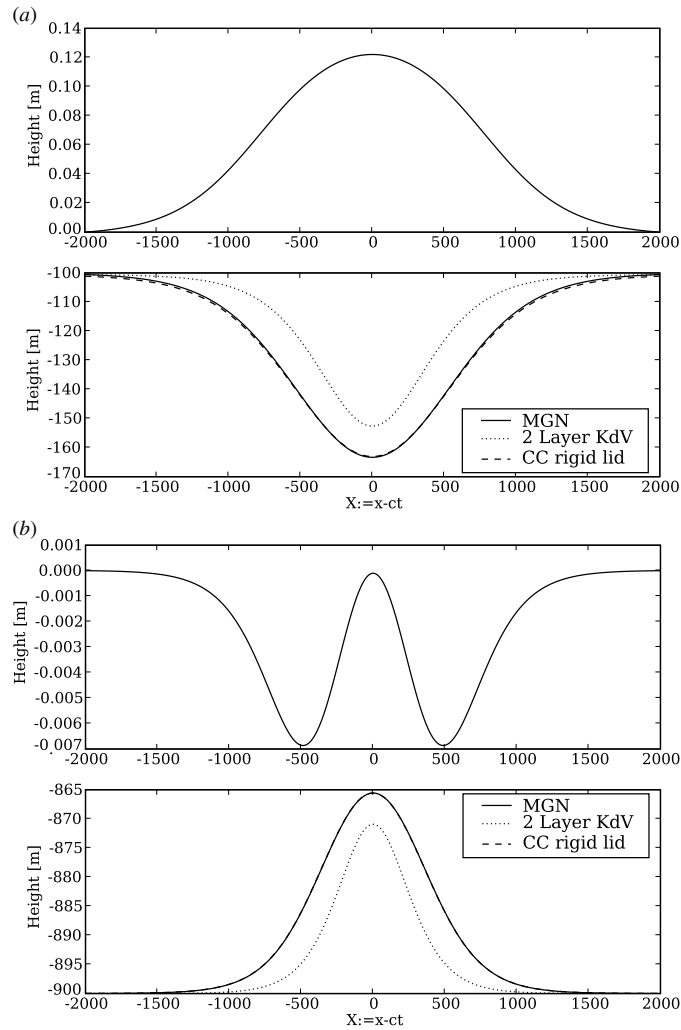 (a)
0.14
0.12
0.10
0.08
0.06
0.04
0.02
0.00
Height [m]
-2000 -1500 -1000 -500 0 500 1000 1500 2000
-100
-110
-120
-130
-140
-150
-160
-170
Height [m]
MGN
2 Layer KdV
CC rigid lid
-2000 -1500 -1000 -500 0 500 1000 1500 2000
X:=x-ct
(b)
0.001
0.000
-0.001
-0.002
-0.003
-0.004
-0.005
-0.006
-0.007
Height [m]
-2000 -1500 -1000 -500 0 500 1000 1500 2000
-865
-870
-875
-880
-885
-890
-895
-900
Height [m]
MGN
2 Layer KdV
CC rigid lid
-2000 -1500 -1000 -500 0 500 1000 1500 2000
X:=x-ct